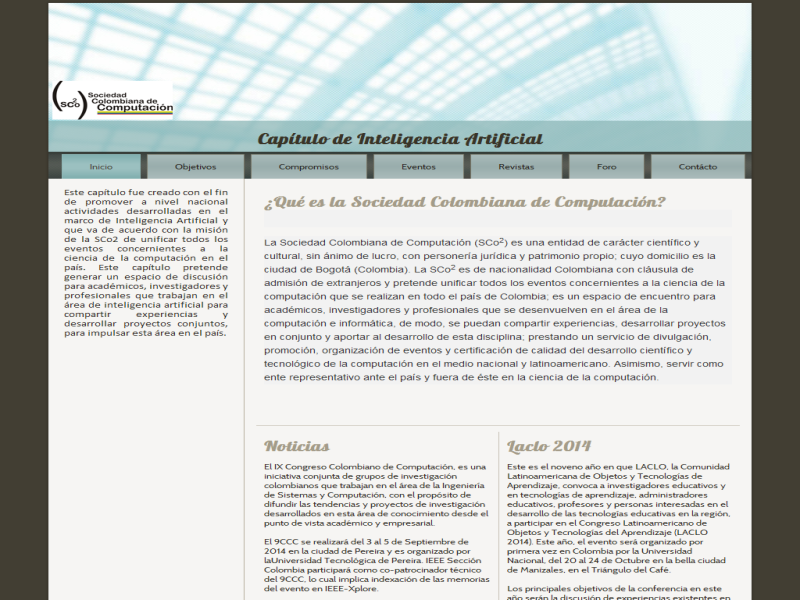 Sociedad
Colombiana de
Computación
SCo2
Capítulo de Inteligencia Artificial
Inicio
Objetivos
Compromisos
Eventos
Revistas
Foro
Contácto
Este capítulo fue creado con el fin
de promover a nivel nacional
actividades desarrolladas en el
marco de Inteligencia Artificial y
que va de acuerdo con la misión
de la SCo2 de unificar todos los
eventos concernientes a la
ciencia de la computación en el
país. Este capítulo pretende
generar un espacio de discusión
para académicos, investigadores y
profesionales que trabajan en el
área de inteligencia artificial para
compartir experiencias y
desarrollar proyectos conjuntos,
para impulsar esta área en el país.
¿Qué es la Sociedad Colombiana de Computación?
La Sociedad Colombiana de Computación (SCo2) es una entidad de carácter científico y
cultural, sin ánimo de lucro, con personería jurídica y patrimonio propio; cuyo domicilio es la
ciudad de Bogotá (Colombia). La SCo2 es de nacionalidad Colombiana con cláusula de
admisión de extranjeros y pretende unificar todos los eventos concernientes a la ciencia de la
computación que se realizan en todo el país de Colombia; es un espacio de encuentro para
académicos, investigadores y profesionales que se desenvuelven en el área de la
computación e informática, de modo, se puedan compartir experiencias, desarrollar proyectos
en conjunto y aportar al desarrollo de esta disciplina; prestando un servicio de divulgación,
promoción, organización de eventos y certificación de calidad del desarrollo científico y
tecnológico de la computación en el medio nacional y latinoamericano. Asimismo, servir como
ente representativo ante el país y fuera de éste en la ciencia de la computación.
Noticias
El IX Congreso Colombiano de Computación, es una
iniciativa conjunta de grupos de investigación
colombianos que trabajan en el área de la Ingeniería
de Sistemas y Computación, con el propósito de
difundir las tendencias y proyectos de investigación
desarrollados en esta área de conocimiento desde el
punto de vista académico y empresarial.
El 9CCC se realizará del 3 al 5 de Septiembre de
2014 en la ciudad de Pereira y es organizado por
laUniversidad Tecnológica de Pereira. IEEE Sección
Colombia participará como co-patrocinador técnico
del 9CCC, lo cual implica indexación de las memorias
del evento en IEEE-Xplore.
Laclo 2014
Este es el noveno año en que LACLO, la Comunidad
Latinoamericana de Objetos y Tecnologías de
Aprendizaje, convoca a investigadores educativos y
en tecnologías de aprendizaje, administradores
educativos, profesores y personas interesadas en el
desarrollo de las tecnologías educativas en la región,
a participar en el Congreso Latinoamericano de
Objetos y Tecnologías del Aprendizaje (LACLO
2014). Este año, el evento será organizado por
primera vez en Colombia por la Universidad
Nacional, del 20 al 24 de Octubre en la bella ciudad
de Manizales, en el Triángulo del Café.
Los principales objetivos de la conferencia en este
año serán la discusión de experiencias existentes en